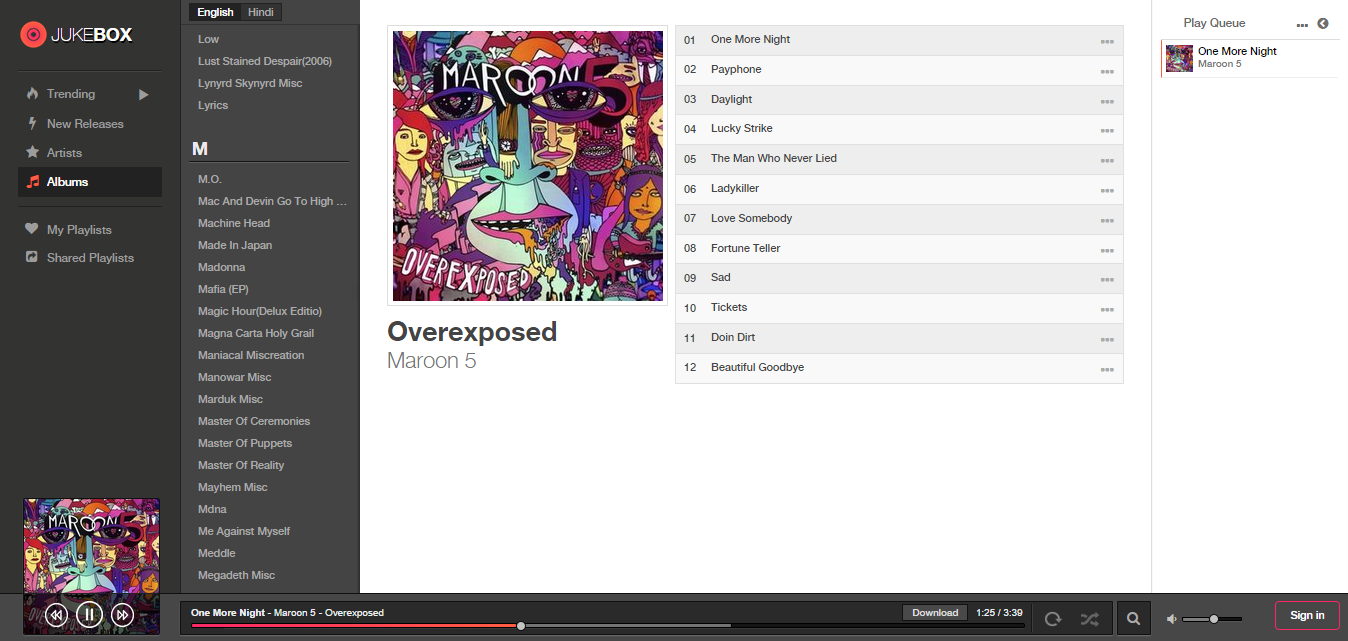 JUKEBOX
Trending
New Releases
Artists
Albums
My Playlists
Shared Playlists
English Hindi
Low
Lust Stained Despair(2006)
Lynyrd Skynyrd Misc
Lyrics
M
M.O.
Mac And Devin Go To High ...
Machine Head
Made In Japan
Madonna
Mafia (EP)
Magic Hour(Delux Editio)
Magna Carta Holy Grail
Maniacal Miscreation
Manowar Misc
Marduk Misc
Master Of Ceremonies
Master Of Puppets
Master Of Reality
Mayhem Misc
Mdna
Me Against Myself
Meddle
Megadeth Misc
MAROON 5
OVEREXPOSED
Overexposed
Maroon 5
01 One More Night
02 Payphone
03 Daylight
04 Lucky Strike
05 The Man Who Never Lied
06 Ladykiller
07 Love Somebody
08 Fortune Teller
09 Sad
10 Tickets
11 Doin Dirt
12 Beautiful Goodbye
Play Queue
One More Night
Maroon 5
MAROON 5
One More Night - Maroon 5 - Overexposed
Download
1:25 / 3:39
Sign in